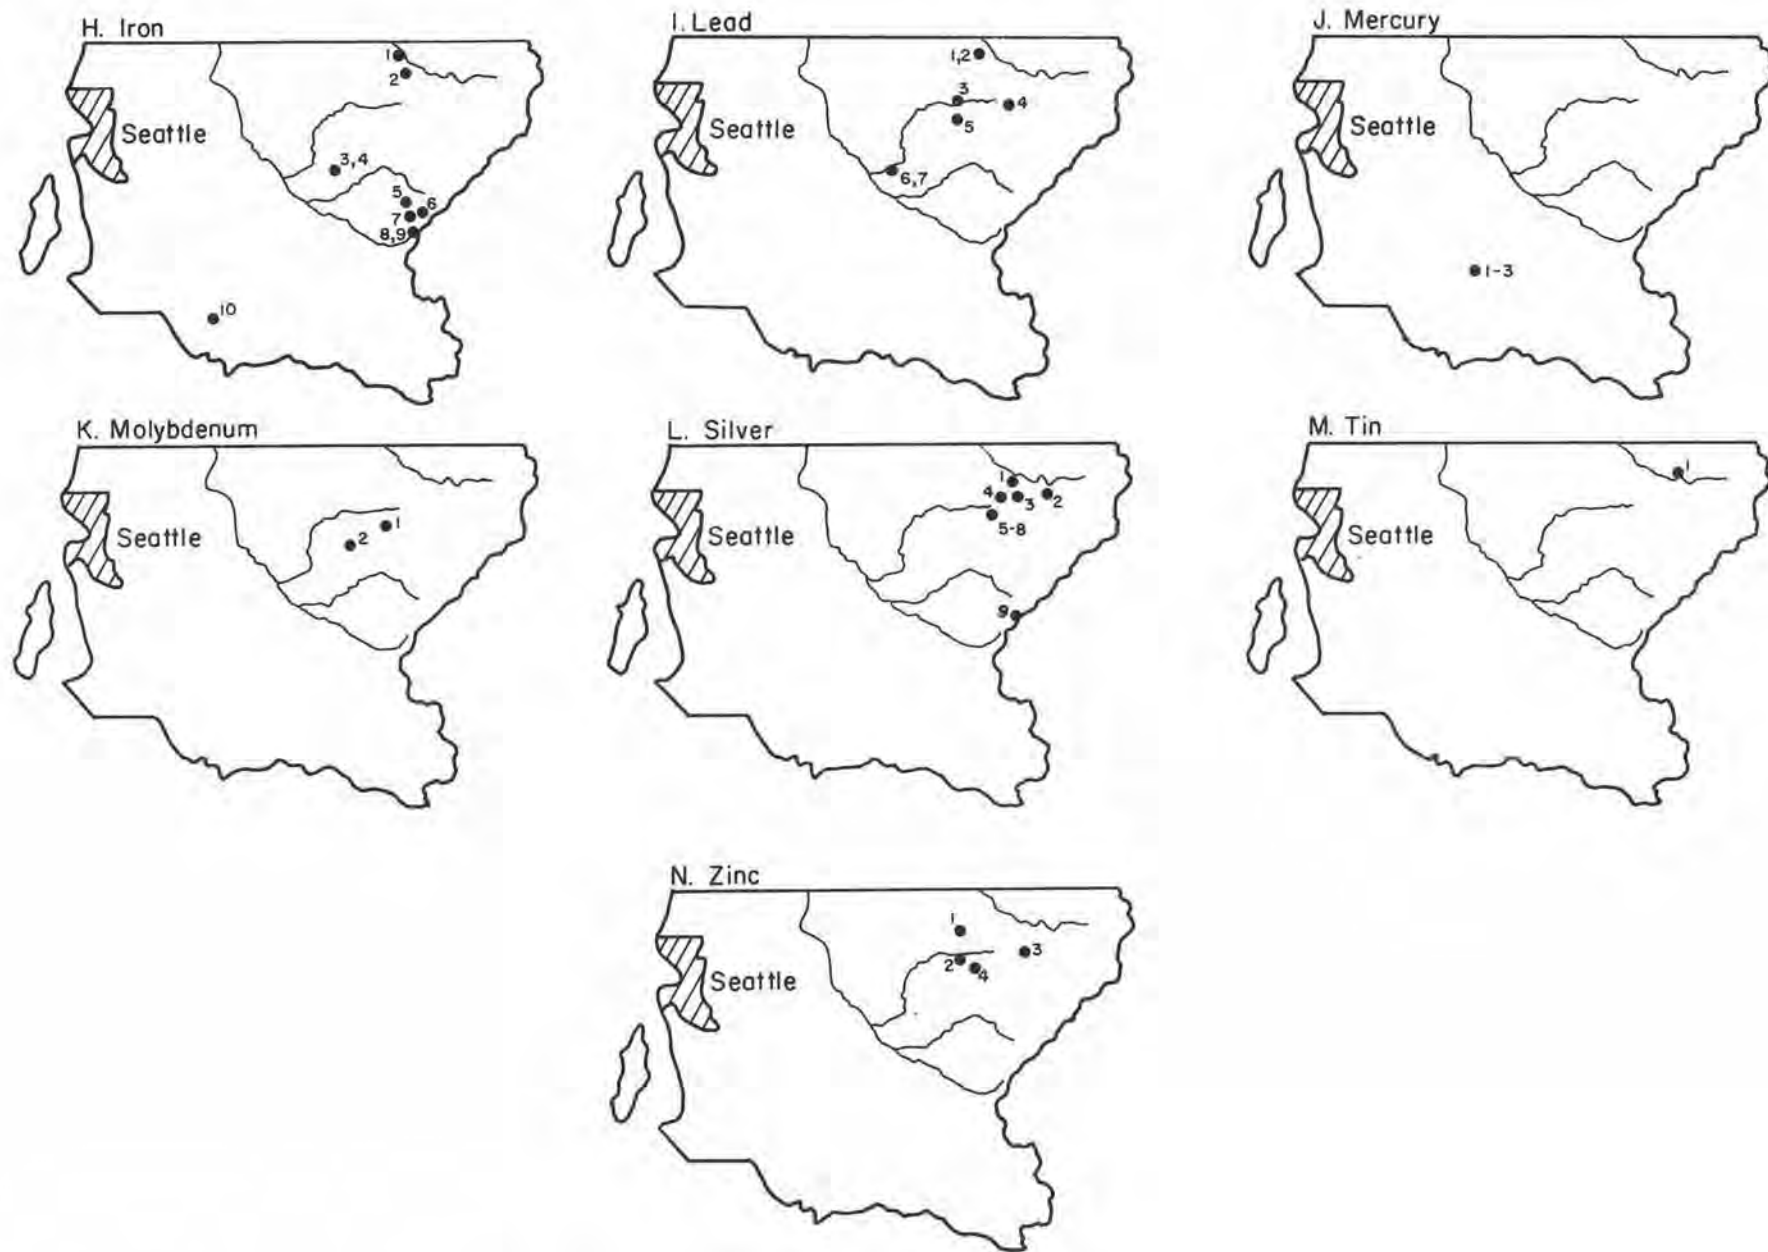 H. Iron
1
2
Seattle
3,4
5
6
7
8,9
10
I. Lead
1,2
3
4
Seattle
5
6,7
J. Mercury
Seattle
1-3
K. Molybdenum
1
Seattle
2
L. Silver
1
4
3
2
Seattle
5-8
9
M. Tin
1
Seattle
N. Zinc
1
3
2
4
Seattle